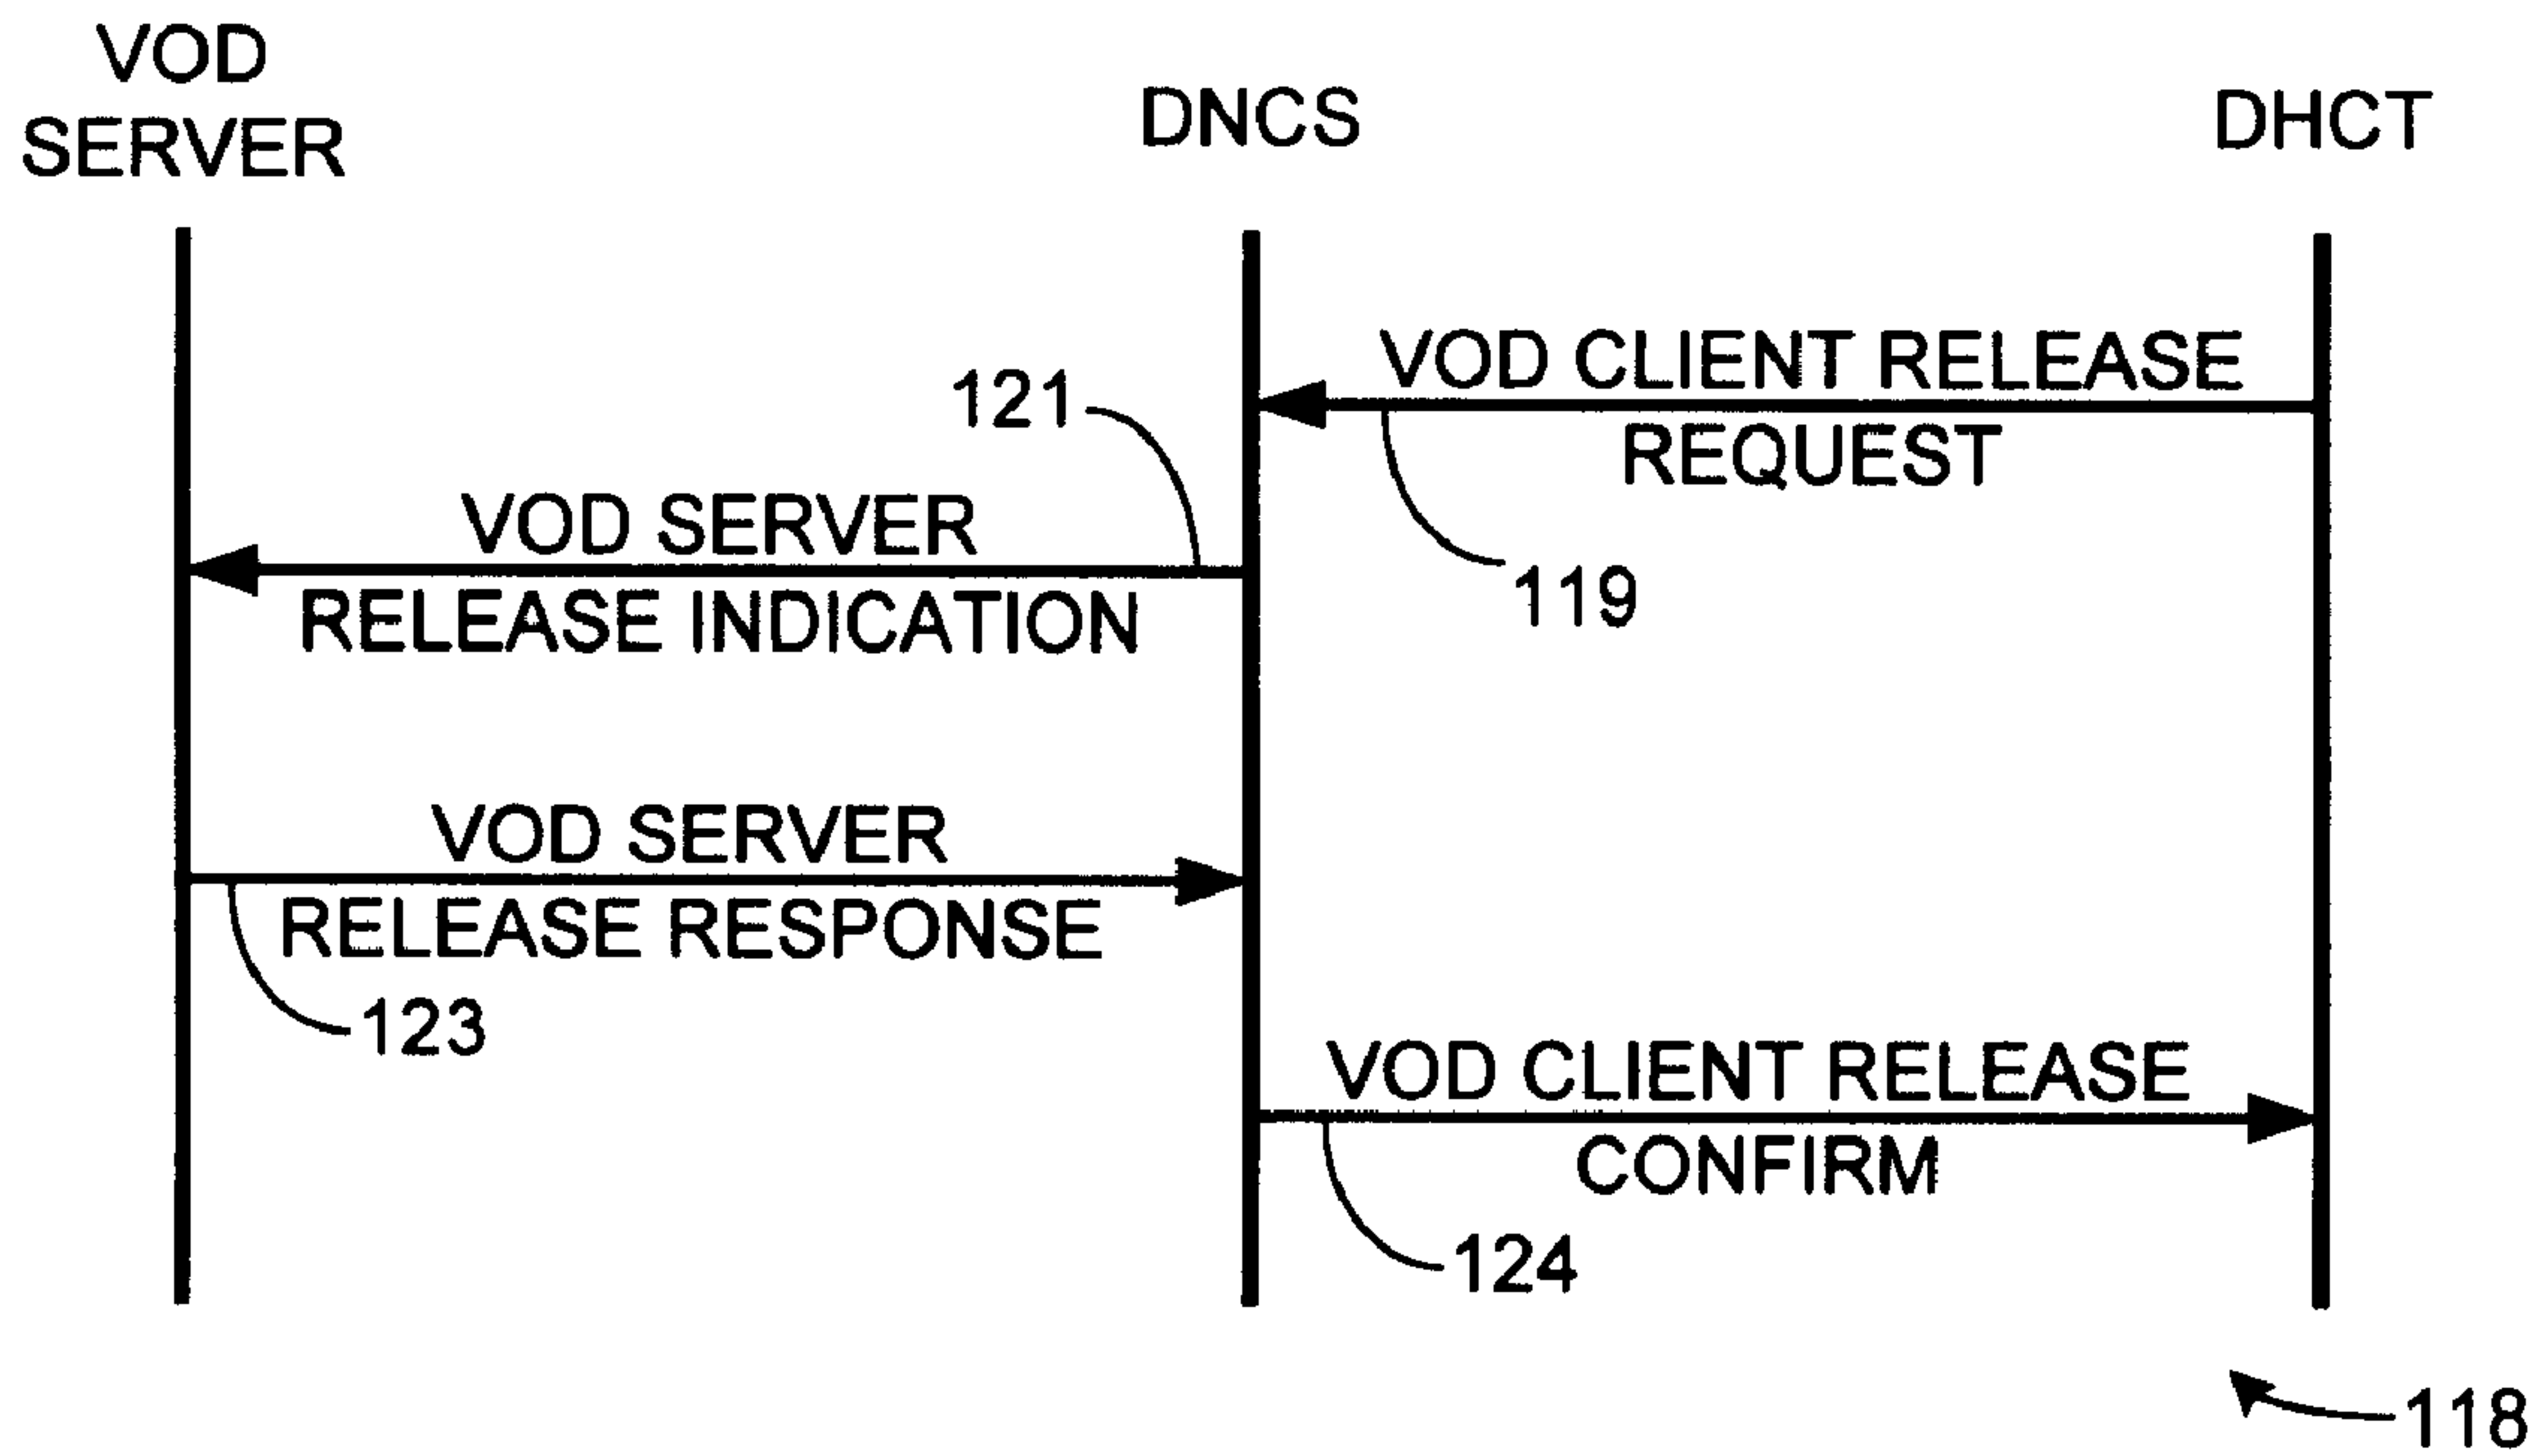 VOD
SERVER
DNCS
DHCT
VOD CLIENT RELEASE
REQUEST
119
121
VOD SERVER
RELEASE INDICATION
VOD SERVER
RELEASE RESPONSE
123
VOD CLIENT RELEASE
CONFIRM
124
118